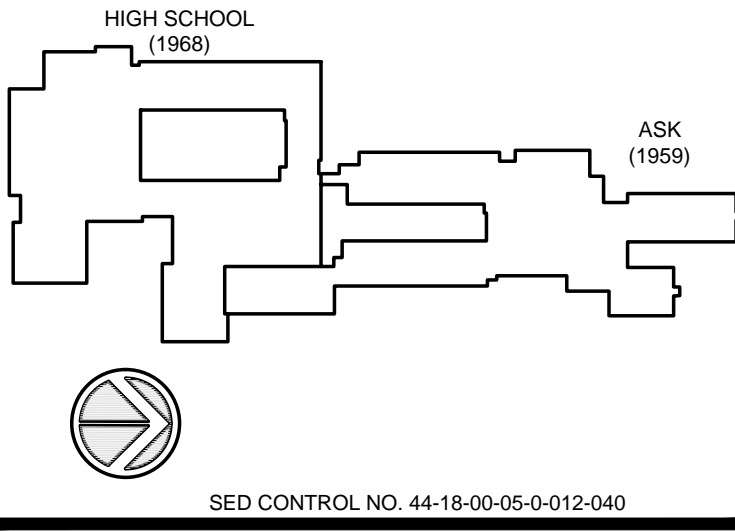 HIGH SCHOOL
(1968)
ASK
(1959)
SED CONTROL NO. 44-18-00-05-0-012-040